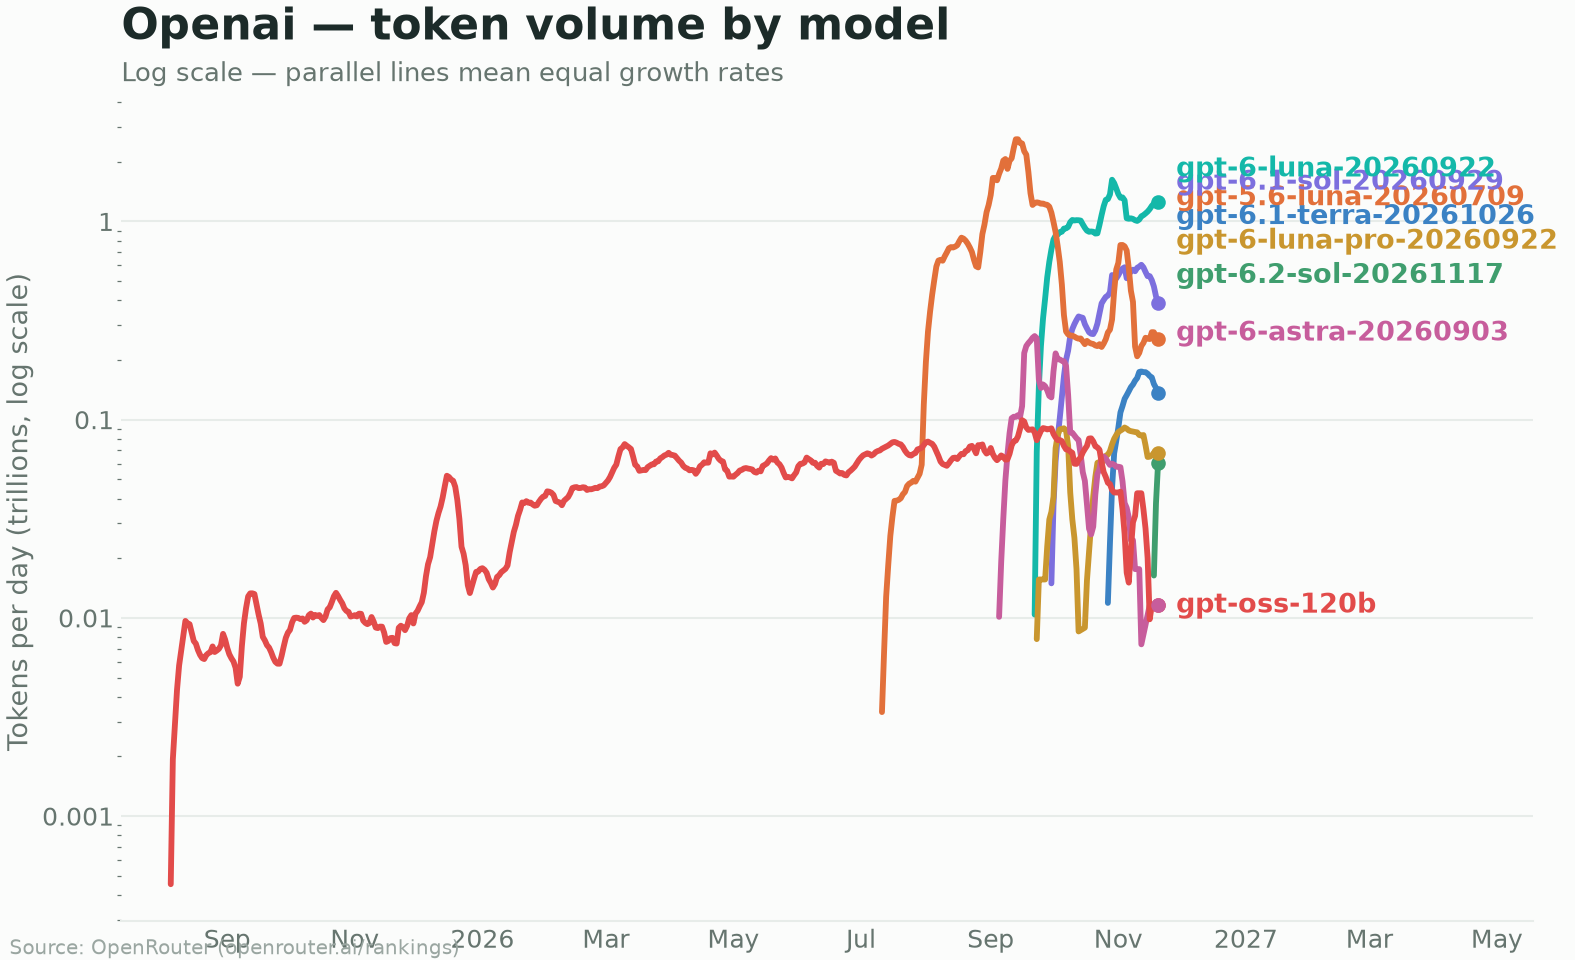 Openai — token volume by model
Log scale — parallel lines mean equal growth rates
Tokens per day (trillions, log scale)
1
0.1
0.01
0.001
gpt-6-luna-20260922
gpt-6.1-sol-20260929
gpt-5.6-luna-20260709
gpt-6.1-terra-20261026
gpt-6-luna-pro-20260922
gpt-6.2-sol-20261117
gpt-6-astra-20260903
gpt-oss-120b
Sep Nov 2026 Mar May Jul Sep Nov 2027 Mar May
Source: OpenRouter (openrouter.ai/rankings)